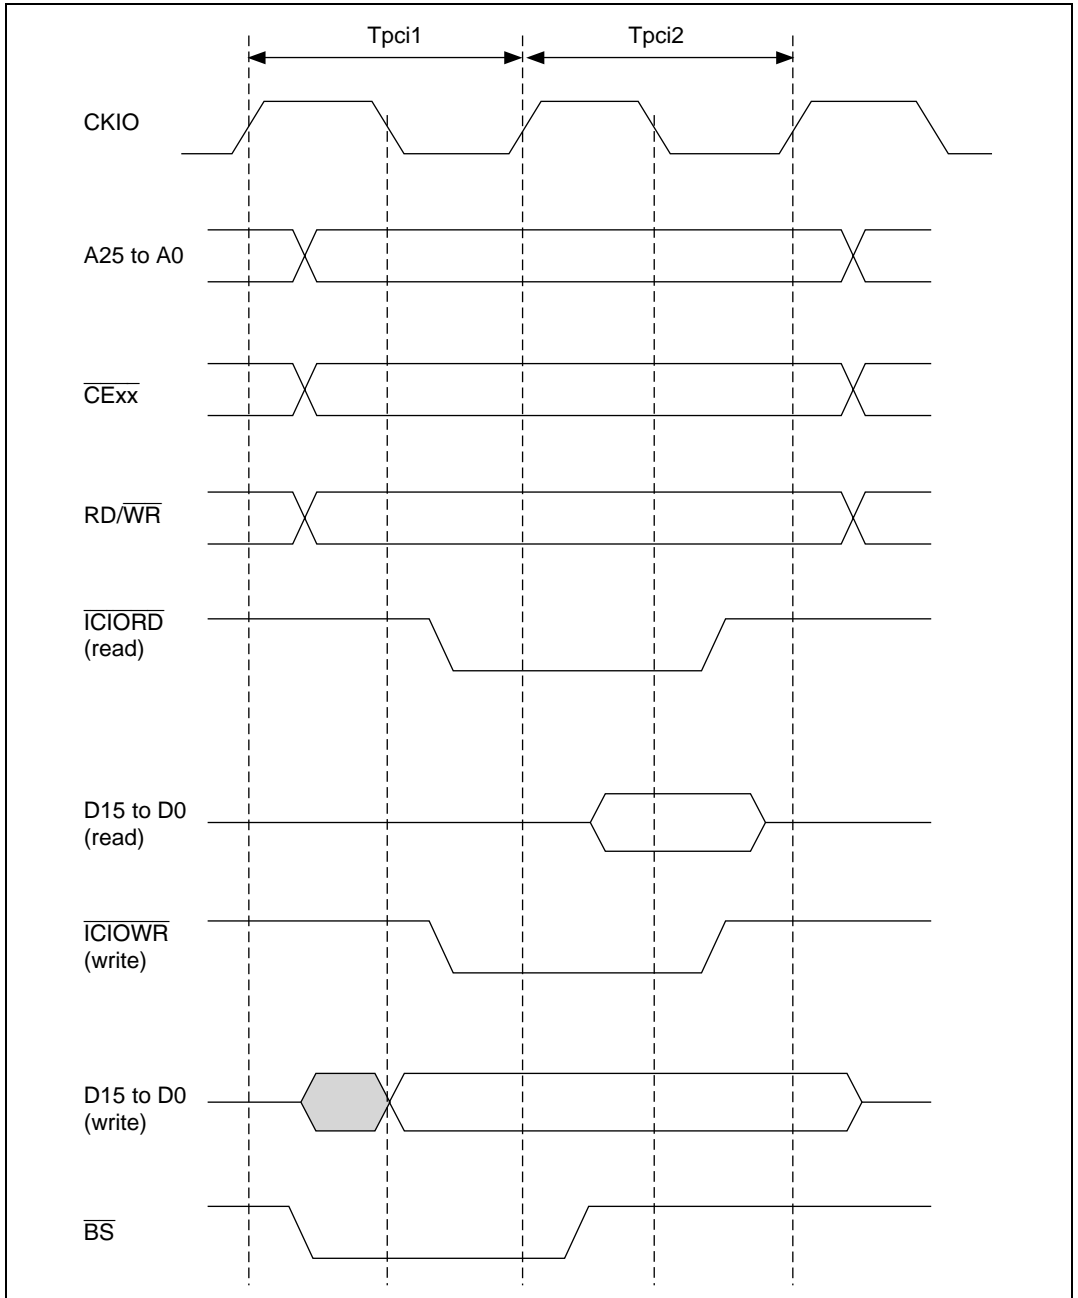 Tpci1 Tpci2
CKIO
A25 to A0
CExx
RD/WR
ICIORD
(read)
D15 to D0
(read)
ICIOWR
(write)
D15 to D0
(write)
BS